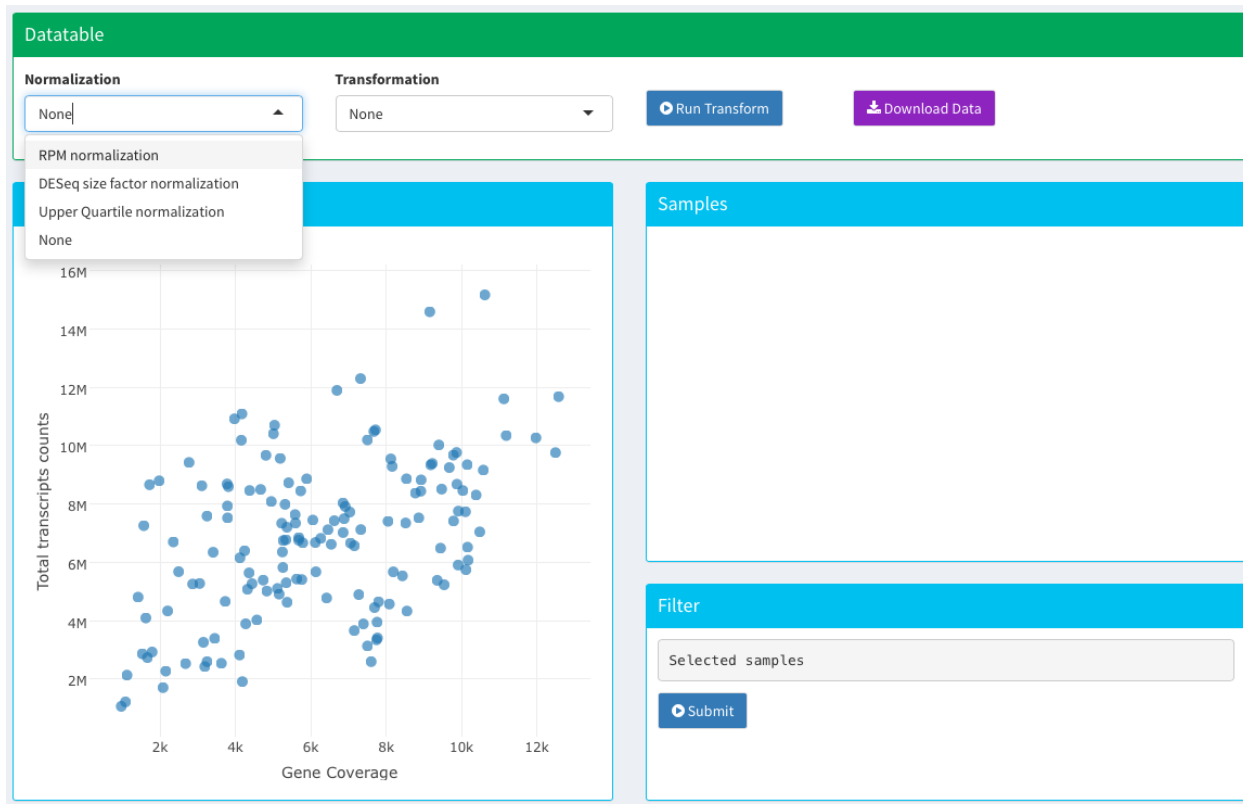 Datatable
Normalization
Transformation
None
None
Run Transform
Download Data
RPM normalization
DESeq size factor normalization
Upper Quartile normalization
None
Samples
16M
14M
12M
10M
8M
6M
4M
2M
Total transcripts counts
2k
4k
6k
8k
10k
12k
Gene Coverage
Filter
Selected samples
Submit